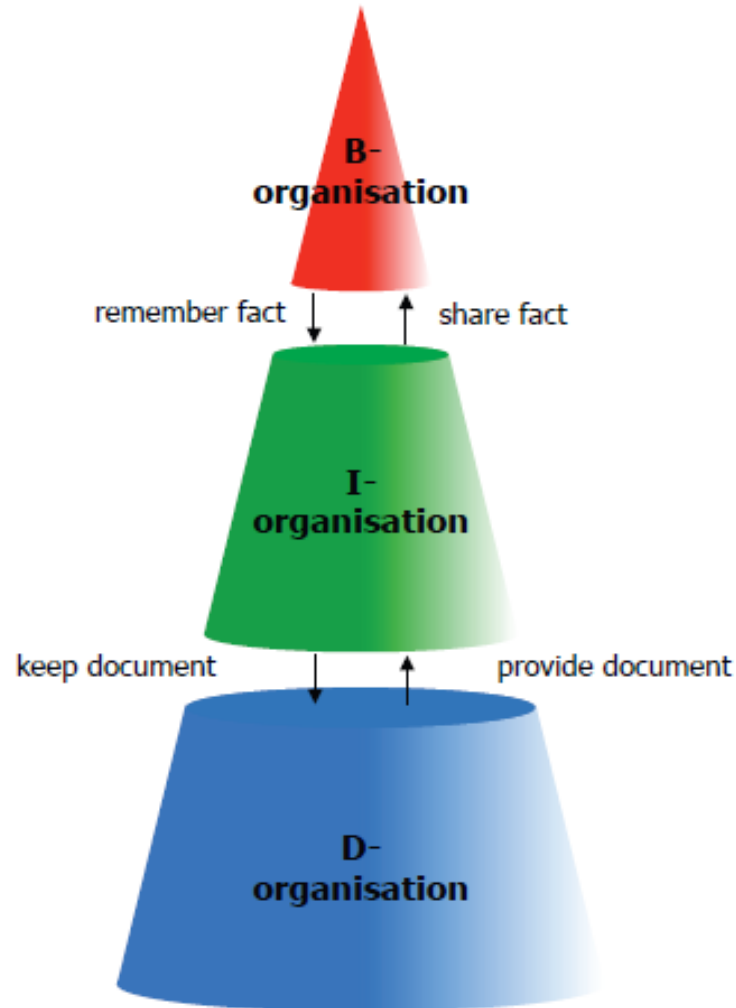 B-
organisation
remember fact
share fact
I-
organisation
keep document
provide document
D-
organisation